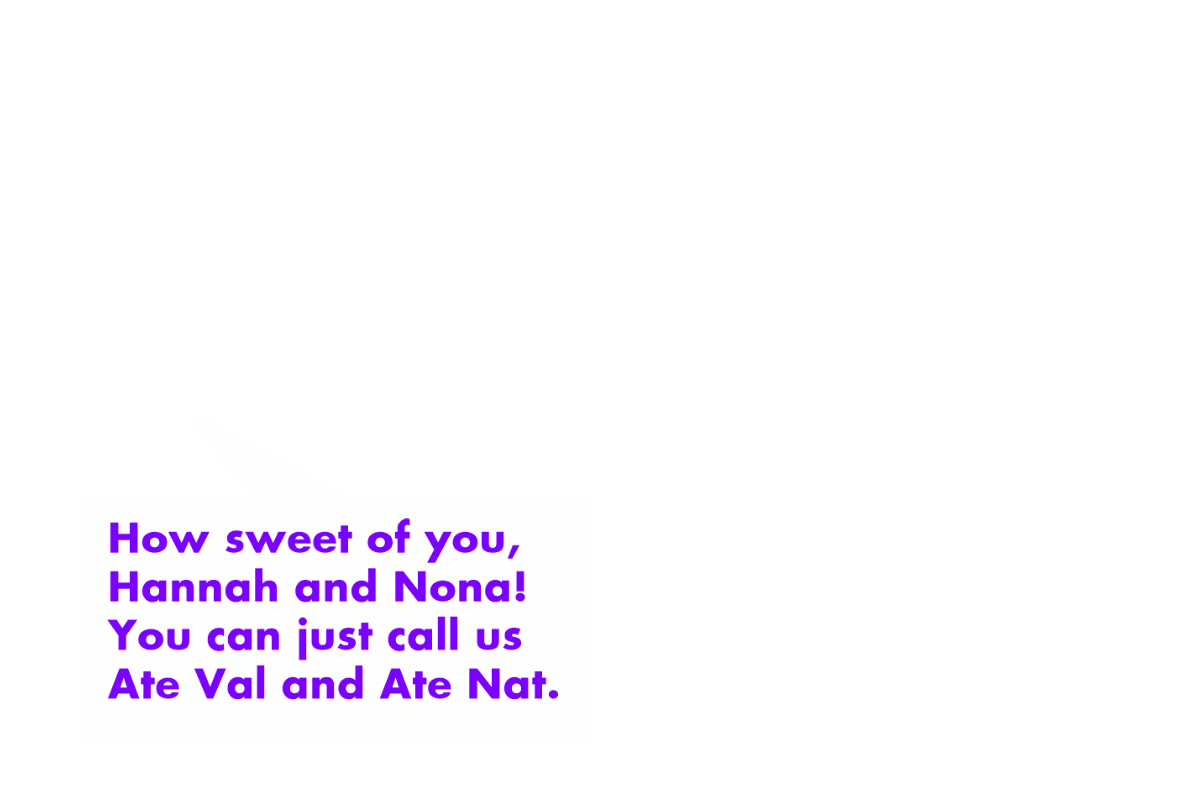 How sweet of you,
Hannah and Nona!
You can just call us
Ate Val and Ate Nat.